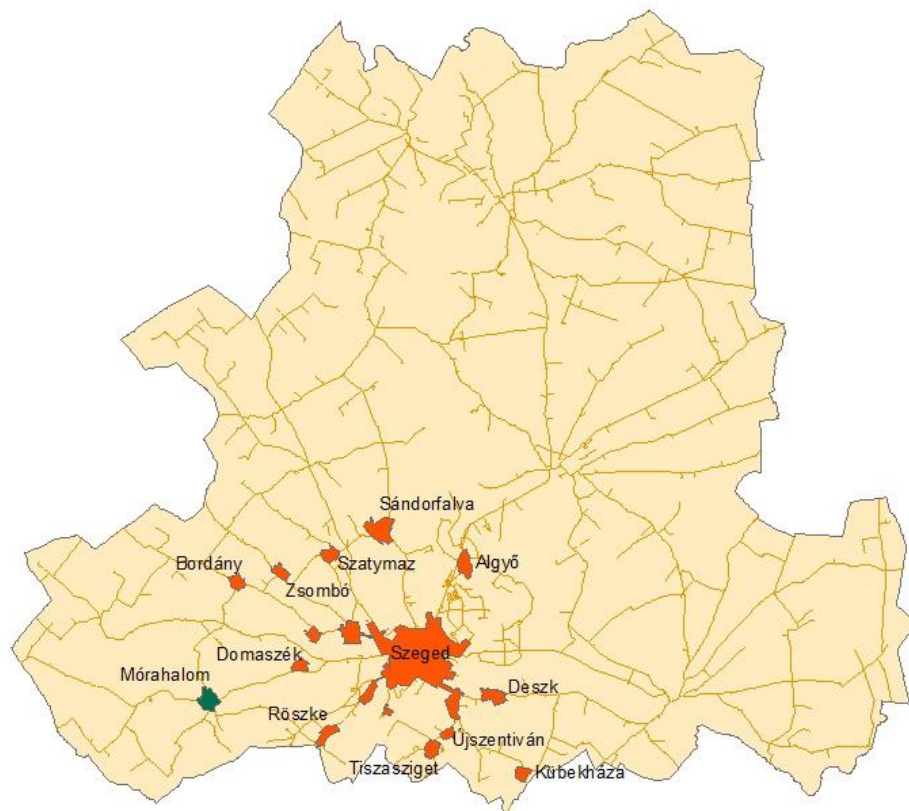 Sándorfalva
Bordány
Szatymaz
Algyő
Zsombó
Szeged
Domaszék
Mórahalom
Deszk
Röszke
Újszentiván
Tiszasziget
Kübekháza